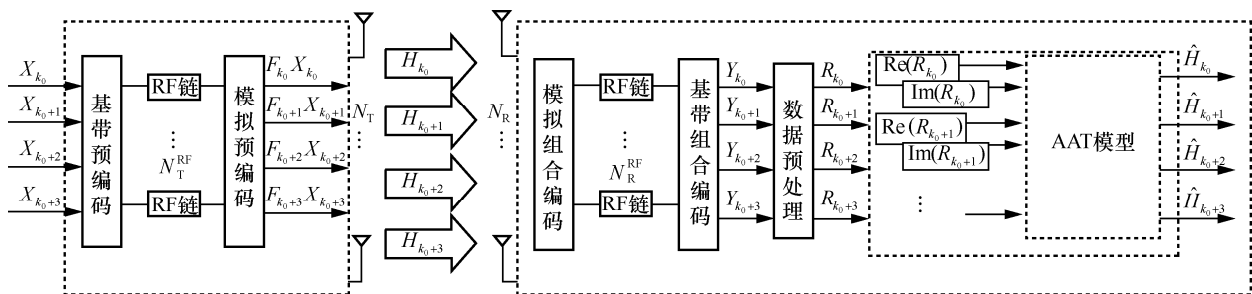 X_{k_0}
X_{k_0+1}
X_{k_0+2}
X_{k_0+3}
基带预编码
RF链
⋮
N_T^{RF}
RF链
模拟预编码
F_{k_0} X_{k_0}
F_{k_0+1} X_{k_0+1}
F_{k_0+2} X_{k_0+2}
F_{k_0+3} X_{k_0+3}
N_T
⋮
H_{k_0}
H_{k_0+1}
H_{k_0+2}
H_{k_0+3}
N_R
⋮
模拟组合编码
RF链
⋮
N_R^{RF}
RF链
基带组合编码
Y_{k_0}
Y_{k_0+1}
Y_{k_0+2}
Y_{k_0+3}
数据预处理
R_{k_0}
R_{k_0+1}
R_{k_0+2}
R_{k_0+3}
Re(R_{k_0})
Im(R_{k_0})
Re(R_{k_0+1})
Im(R_{k_0+1})
⋮
AAT模型
Ĥ_{k_0}
Ĥ_{k_0+1}
Ĥ_{k_0+2}
Ĥ_{k_0+3}